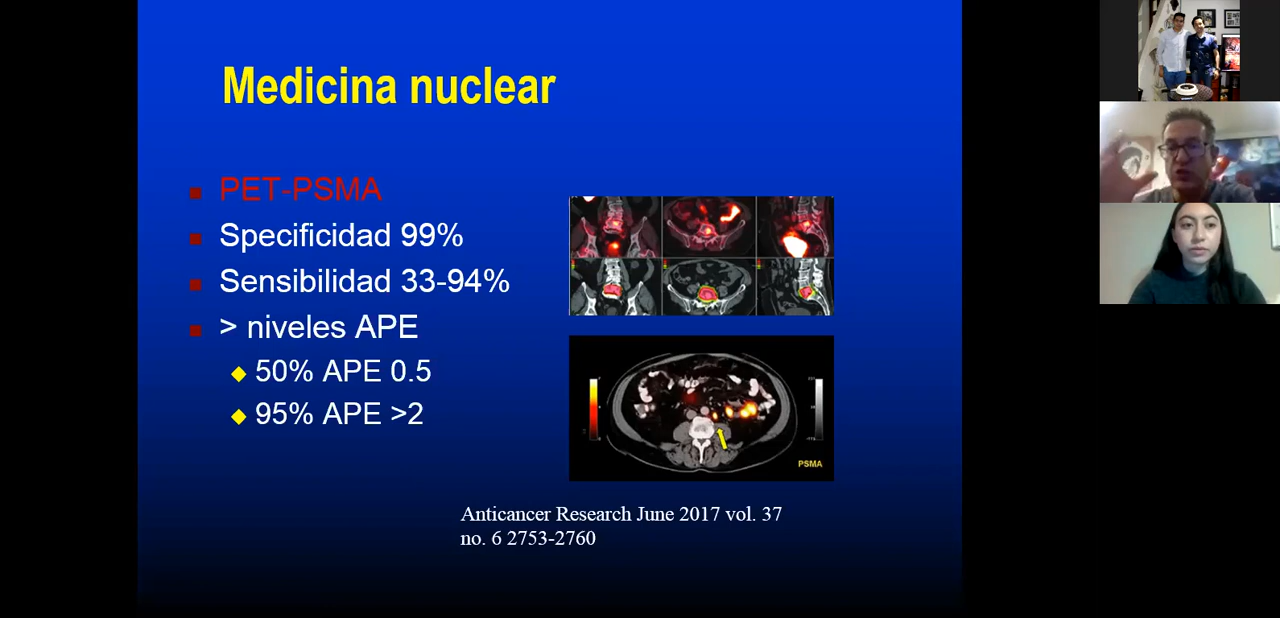 Medicina nuclear
PET-PSMA
Specificidad 99%
Sensibilidad 33-94%
> niveles APE
50% APE 0.5
95% APE >2
PSMA
Anticancer Research June 2017 vol. 37
no. 6 2753-2760